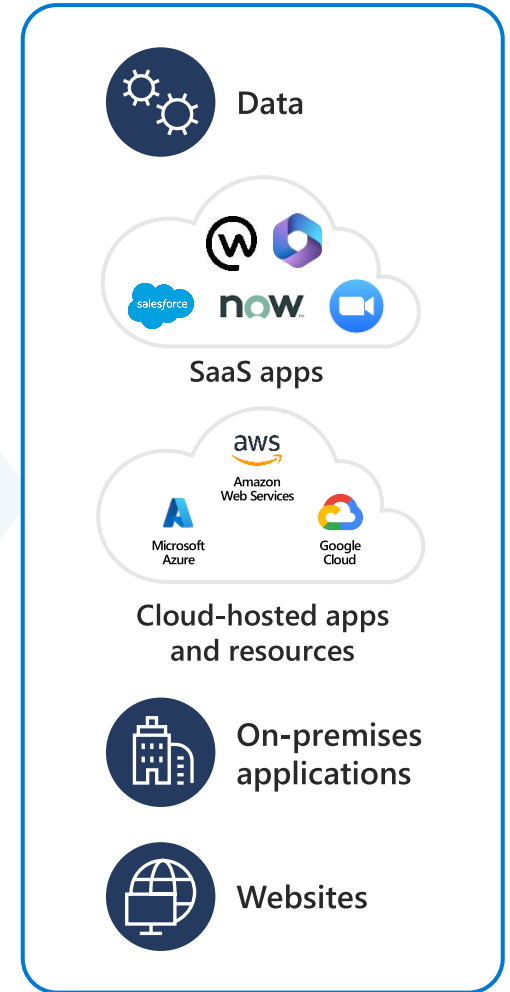 Data
salesforce
now
SaaS apps
aws
Amazon
Web Services
Microsoft
Azure
Google
Cloud
Cloud-hosted apps
and resources
On-premises
applications
Websites